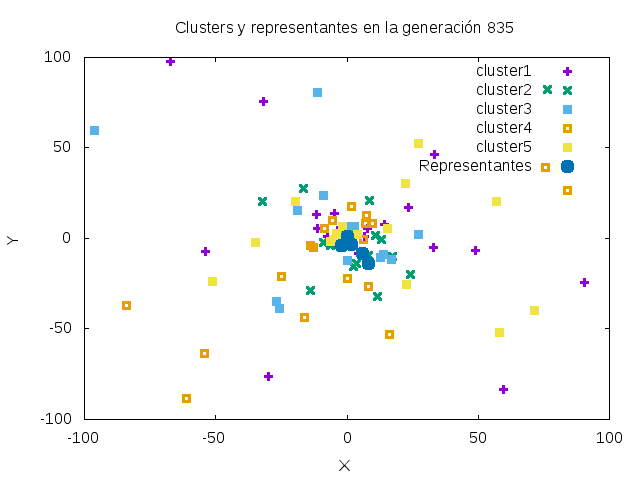 Clusters y representantes en la generación 835
100
50
0
-50
-100
Y
cluster1
cluster2
cluster3
cluster4
cluster5
Representantes
-100
-50
0
50
100
X